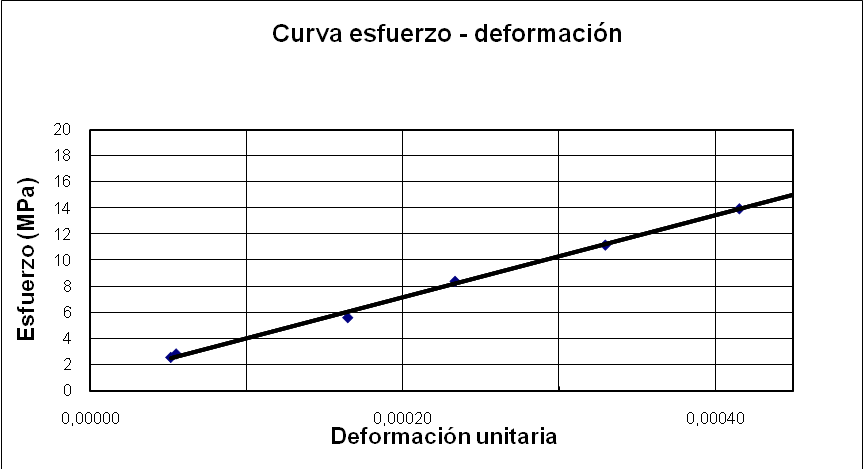 Curva esfuerzo - deformación
Esfuerzo (MPa)
20
18
16
14
12
10
8
6
4
2
0
0,00000 0,00020 0,00040
Deformación unitaria